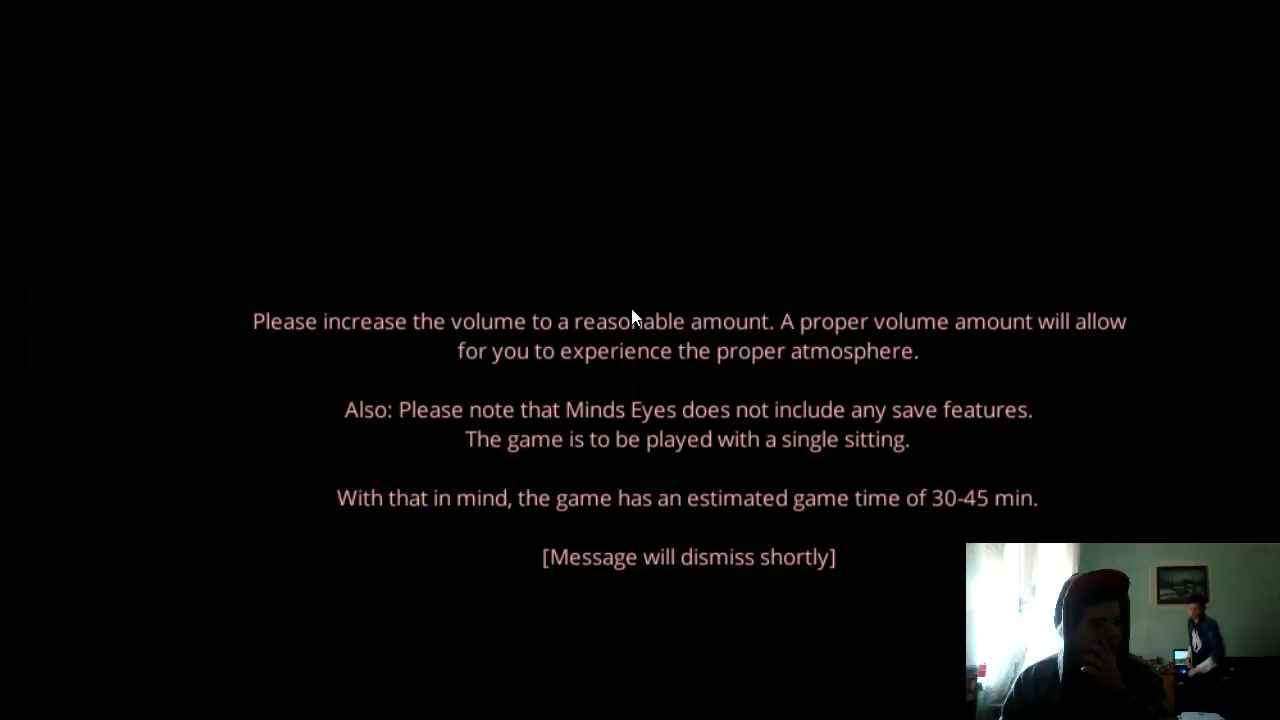 Please increase the volume to a reasonable amount. A proper volume amount will allow
for you to experience the proper atmosphere.
Also: Please note that Minds Eyes does not include any save features.
The game is to be played with a single sitting.
With that in mind, the game has an estimated game time of 30-45 min.
[Message will dismiss shortly]